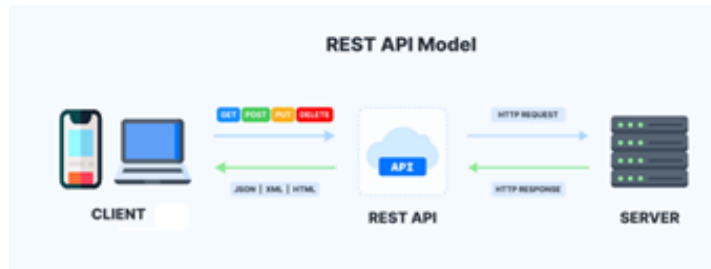 REST API Model
GET POST PUT DELETE
HTTP REQUEST
API
JSON | XML | HTML
HTTP RESPONSE
CLIENT
REST API
SERVER